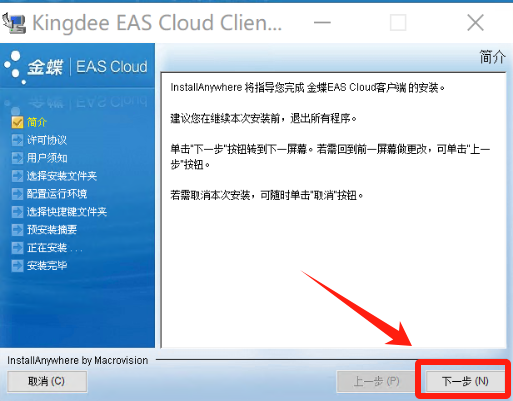 Kingdee EAS Cloud Clien...
金蝶 | EAS Cloud
简介
简介
许可协议
用户须知
选择安装文件夹
配置运行环境
选择快捷键文件夹
预安装摘要
正在安装 . . .
安装完毕
InstallAnywhere 将指导您完成 金蝶EAS Cloud客户端 的安装。
建议您在继续本次安装前，退出所有程序。
单击"下一步"按钮转到下一屏幕。若需回到前一屏幕做更改，可单击"上一
步"按钮。
若需取消本次安装，可随时单击"取消"按钮。
InstallAnywhere by Macrovision
取消 (C)
上一步 (P)
下一步 (N)